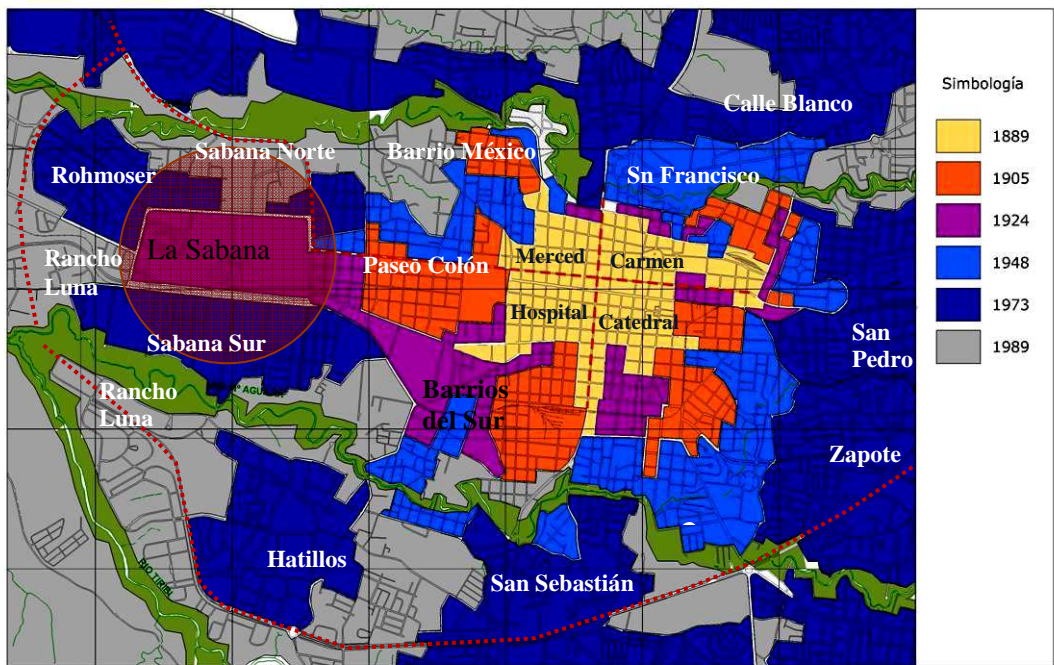 Calle Blanco
Sabana Norte
Barrio México
Rohmoser
Sn Francisco
La Sabana
Merced
Carmen
Rancho
Luna
Paseo Colón
Hospital
Catedral
Sabana Sur
San
Pedro
Rancho
Luna
Barrios
del Sur
Zapote
Hatillos
San Sebastián
RIO TIRIBI
Simbología
1889
1905
1924
1948
1973
1989